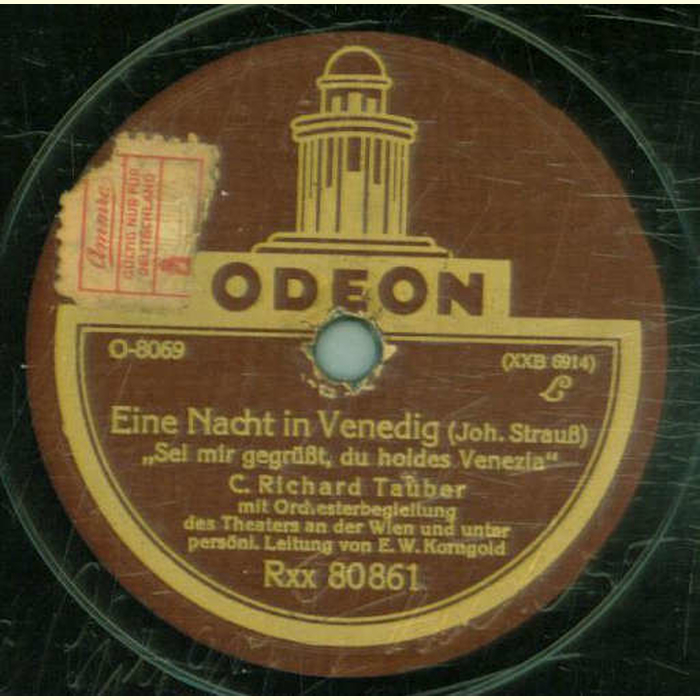 Ammre
GÜLTIG NUR FÜR
DEUTSCHLAND
ODEON
O-8069
(XXB 6914)
L
Eine Nacht in Venedig (Joh. Strauß)
„Sei mir gegrüßt, du holdes Venezia“
C. Richard Tauber
mit Orchesterbegleitung
des Theaters an der Wien und unter
persönl. Leitung von E. W. Korngold
Rxx 80861